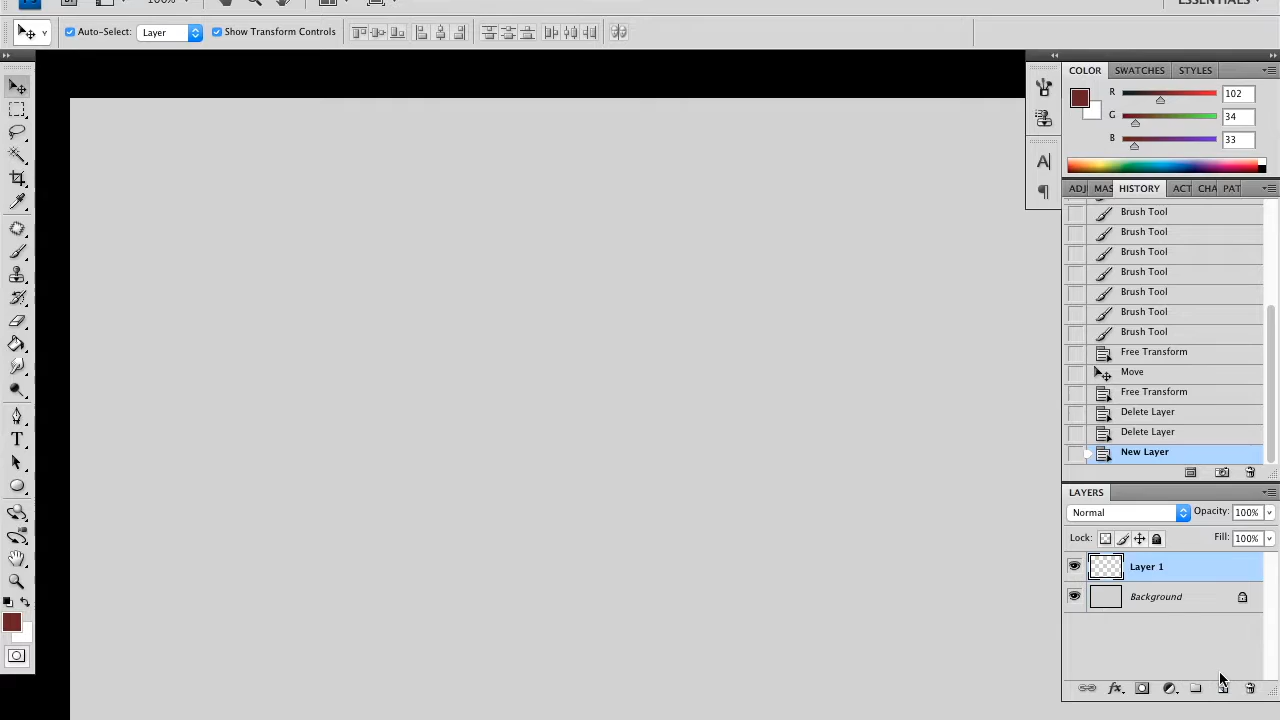 100%
ESSENTIALS
Y
Auto-Select:
Layer
Show Transform Controls
COLOR
SWATCHES
STYLES
R
102
G
34
B
33
A
ADJ
MAS
HISTORY
ACT
CHA
PAT
Brush Tool
Brush Tool
Brush Tool
Brush Tool
Brush Tool
Brush Tool
Brush Tool
Free Transform
Move
Free Transform
Delete Layer
Delete Layer
New Layer
LAYERS
Normal
Opacity:
100%
Lock:
Fill:
100%
Layer 1
Background
T
fx